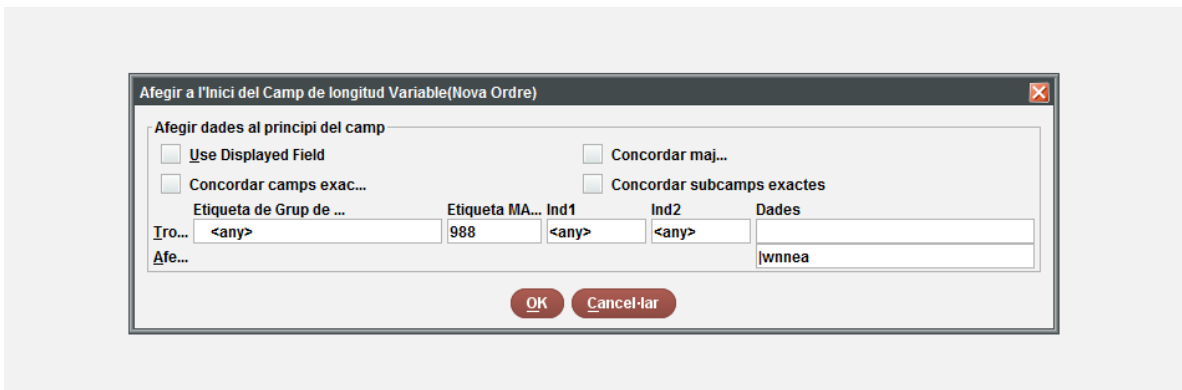 Afegir a l'Inici del Camp de longitud Variable(Nova Ordre)
Afegir dades al principi del camp
Use Displayed Field Concordar maj...
Concordar camps exac... Concordar subcamps exactes
Etiqueta de Grup de ... Etiqueta MA... Ind1 Ind2 Dades
Tro... <any> 988 <any> <any>
Afe... |wnnea
OK Cancel·lar